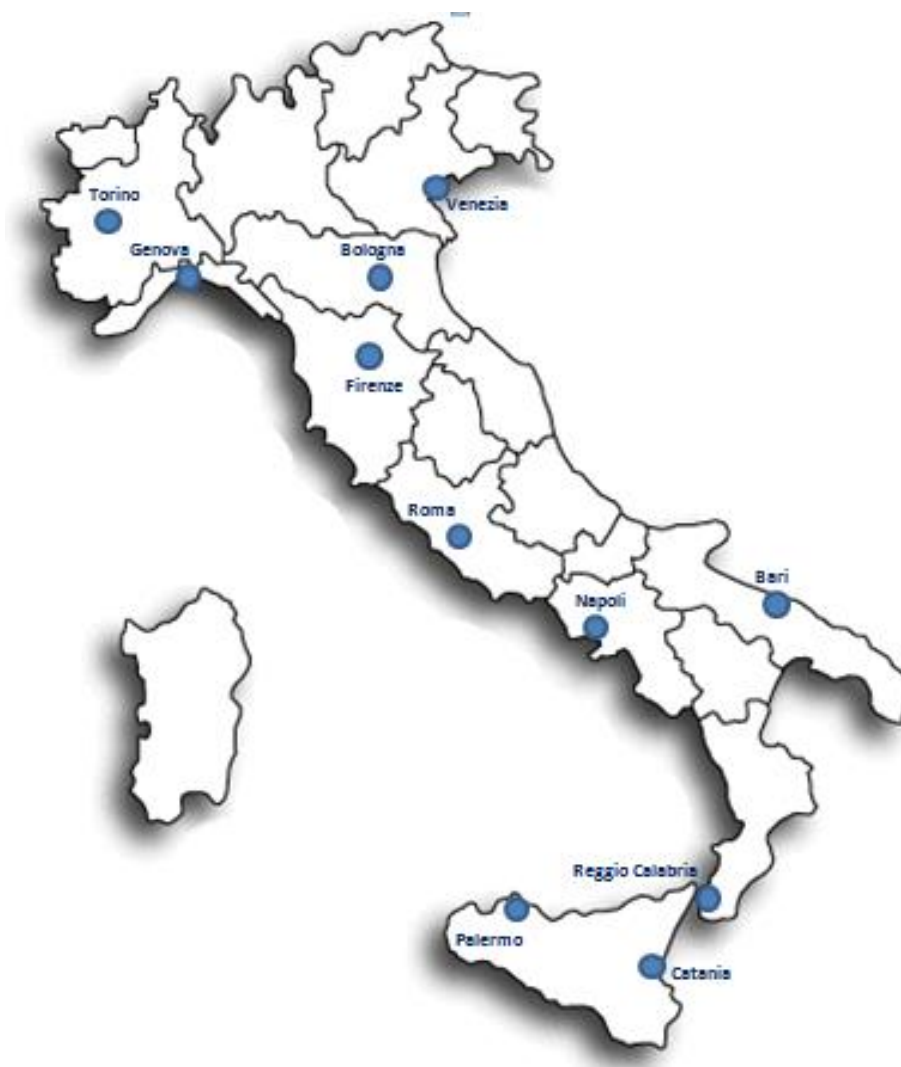 Torino
Venezia
Genova
Bologna
Firenze
Roma
Bari
Napoli
Reggio Calabria
Palermo
Catania